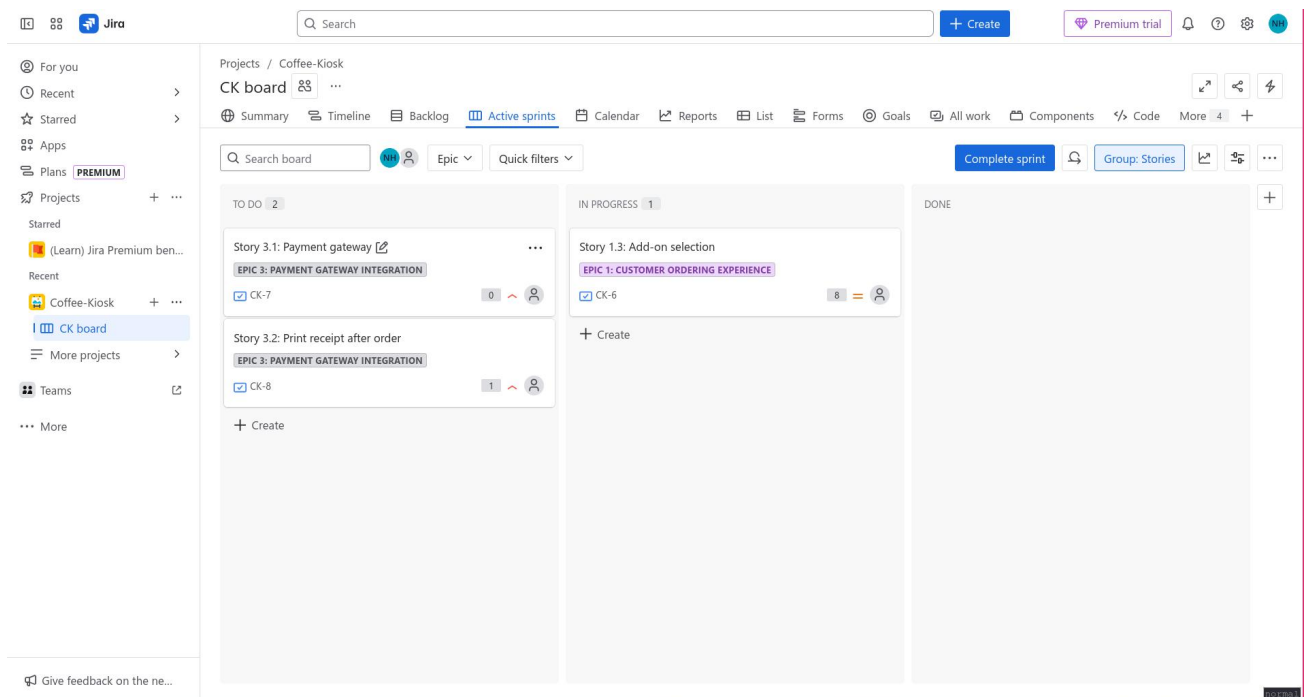 Jira
Search
+ Create
Premium trial
NH
For you
Recent
Starred
Apps
Plans PREMIUM
Projects
Starred
(Learn) Jira Premium ben...
Recent
Coffee-Kiosk
CK board
More projects
Teams
More
Give feedback on the ne...
Projects / Coffee-Kiosk
CK board
Summary Timeline Backlog Active sprints Calendar Reports List Forms Goals All work Components Code More 4
Search board NH Epic Quick filters Complete sprint Group: Stories
TO DO 2
Story 3.1: Payment gateway
EPIC 3: PAYMENT GATEWAY INTEGRATION
CK-7 0
Story 3.2: Print receipt after order
EPIC 3: PAYMENT GATEWAY INTEGRATION
CK-8 1
+ Create
IN PROGRESS 1
Story 1.3: Add-on selection
EPIC 1: CUSTOMER ORDERING EXPERIENCE
CK-6 8
+ Create
DONE
normal